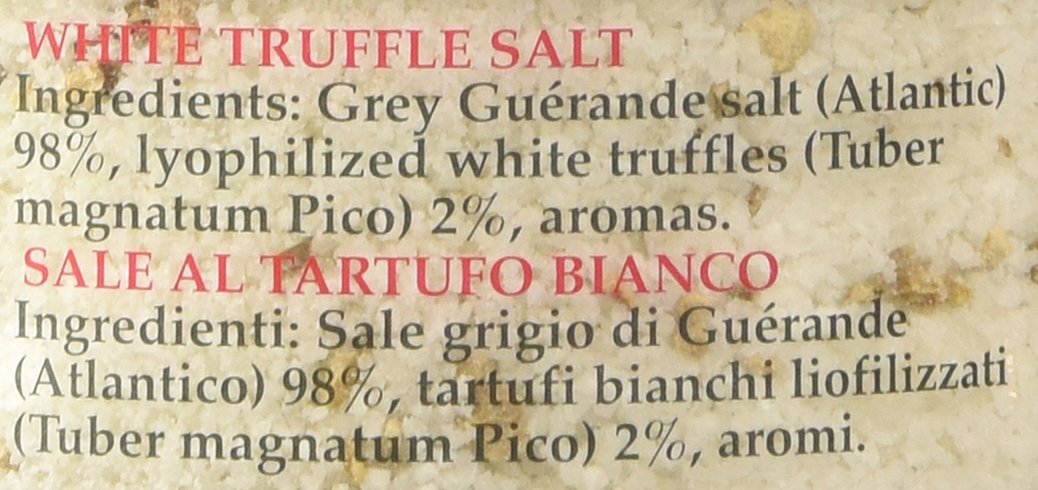 WHITE TRUFFLE SALT
Ingredients: Grey Guérande salt (Atlantic)
98%, lyophilized white truffles (Tuber
magnatum Pico) 2%, aromas.
SALE AL TARTUFO BIANCO
Ingredienti: Sale grigio di Guérande
(Atlantico) 98%, tartufi bianchi liofilizzati
(Tuber magnatum Pico) 2%, aromi.